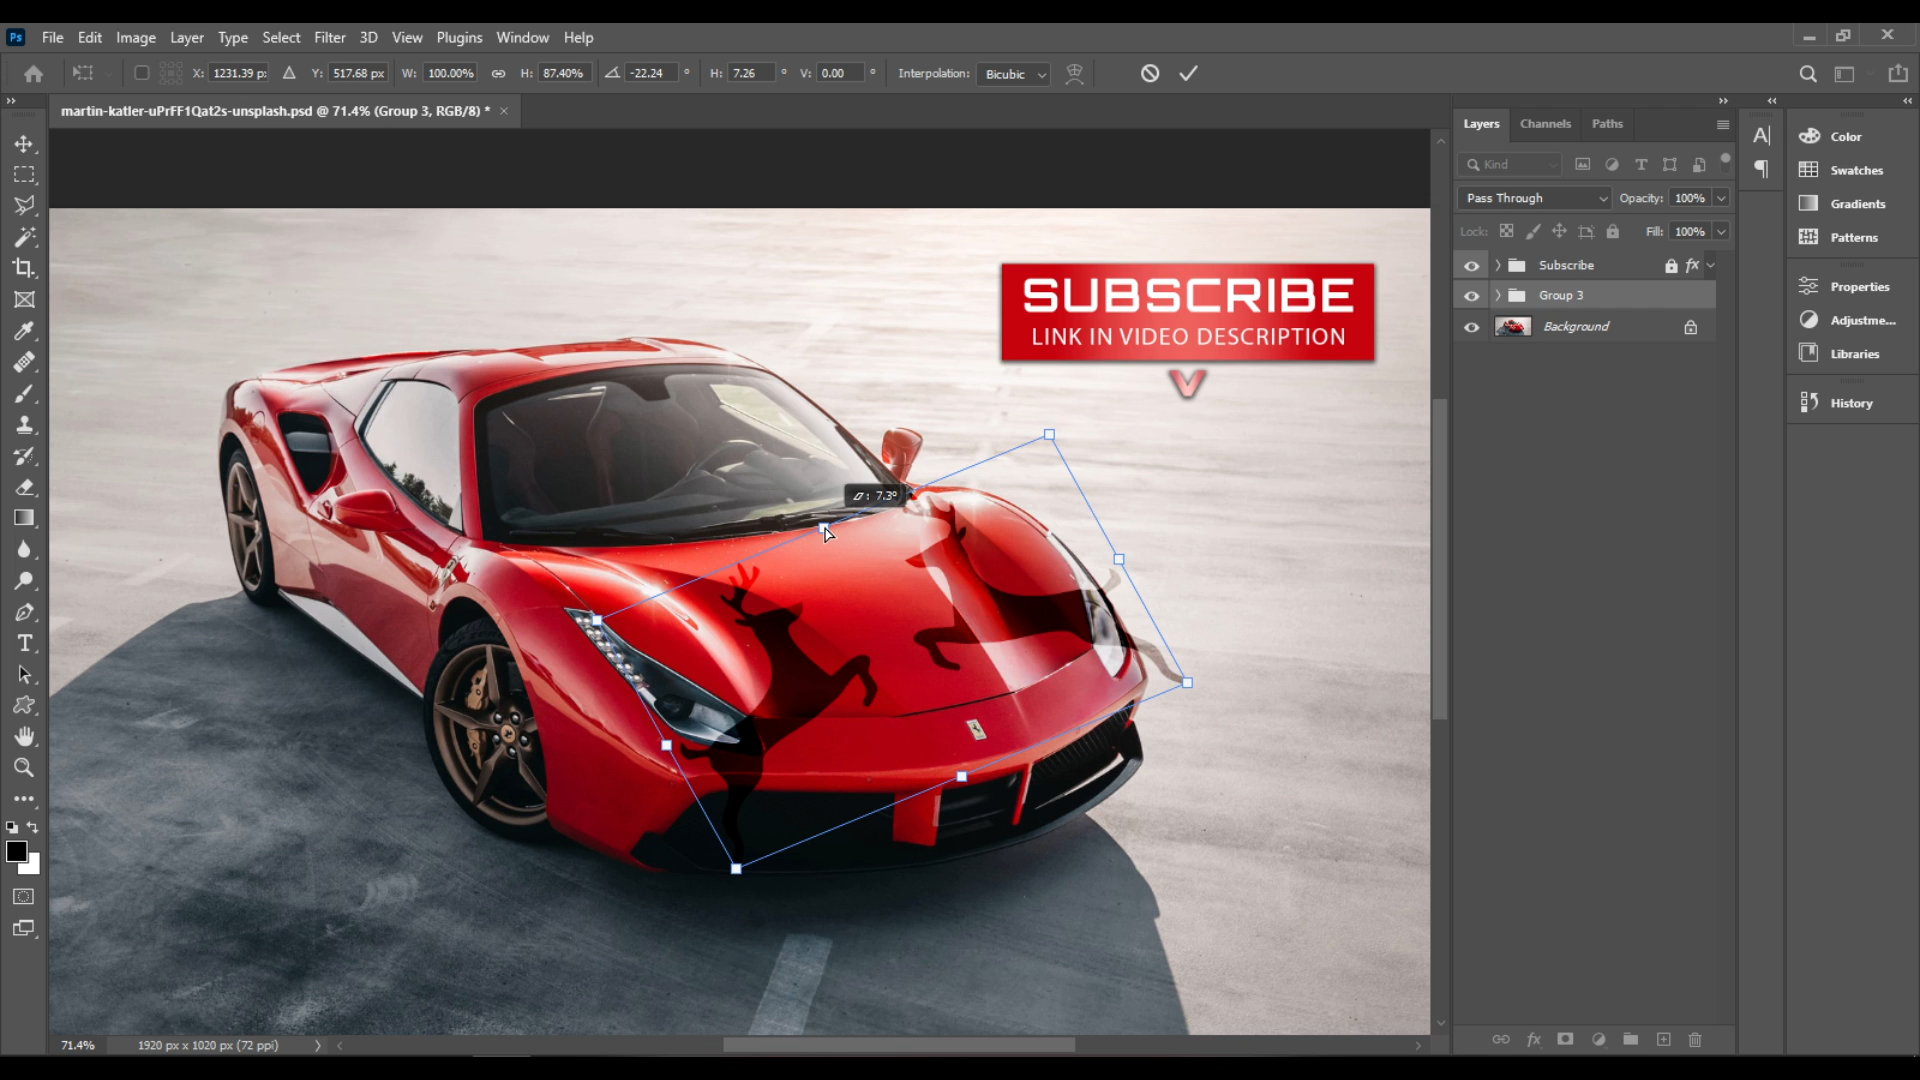 Ps File Edit Image Layer Type Select Filter 3D View Plugins Window Help
X: 1231.39 p: Y: 517.68 px W: 100.00% H: 87.40% -22.24 ° H: 7.26 ° V: 0.00 ° Interpolation: Bicubic
martin-katler-uPrFF1Qat2s-unsplash.psd @ 71.4% (Group 3, RGB/8) *
Layers Channels Paths
Kind
Pass Through Opacity: 100%
Lock: Fill: 100%
Subscribe fx
Group 3
Background
Color
Swatches
Gradients
Patterns
Properties
Adjustme...
Libraries
History
SUBSCRIBE
LINK IN VIDEO DESCRIPTION
: 7.3°
71.4% 1920 px x 1020 px (72 ppi)
fx